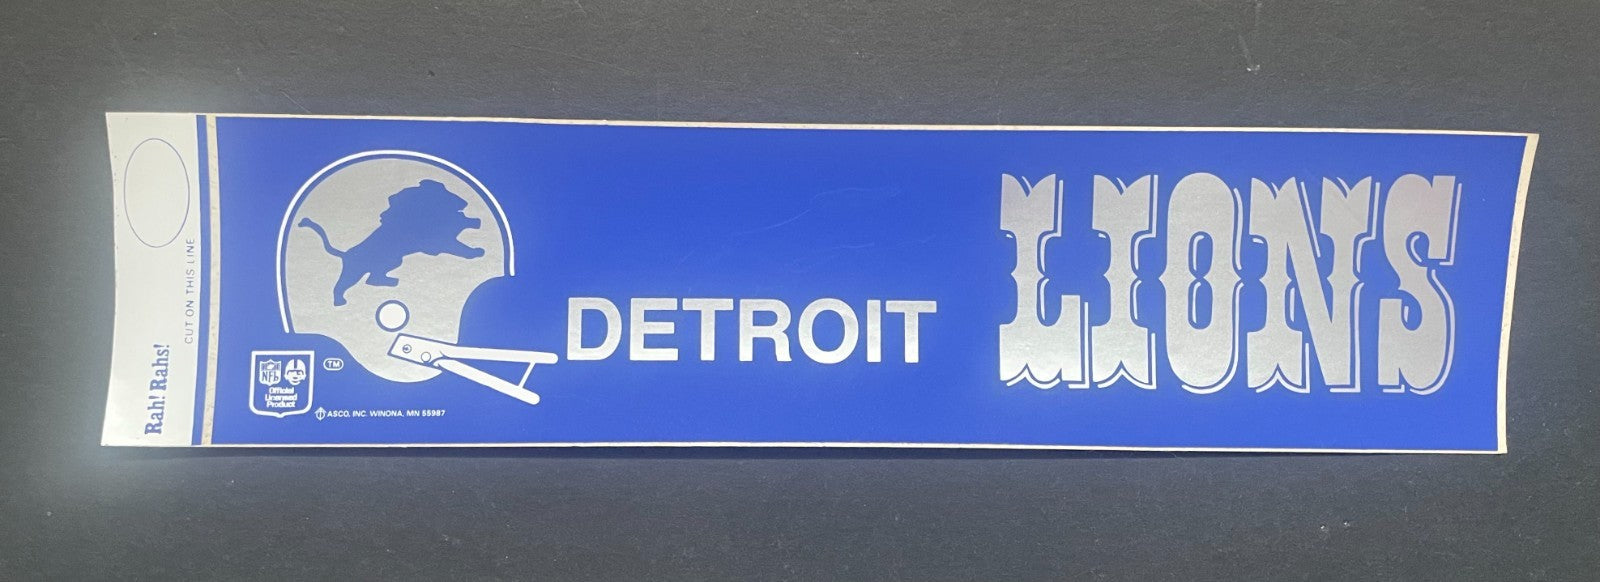 Rah! Rahs!
CUT ON THIS LINE
NFL
Official
Licensed
Product
TM
ASCO, INC. WINONA, MN 55987
DETROIT
LIONS